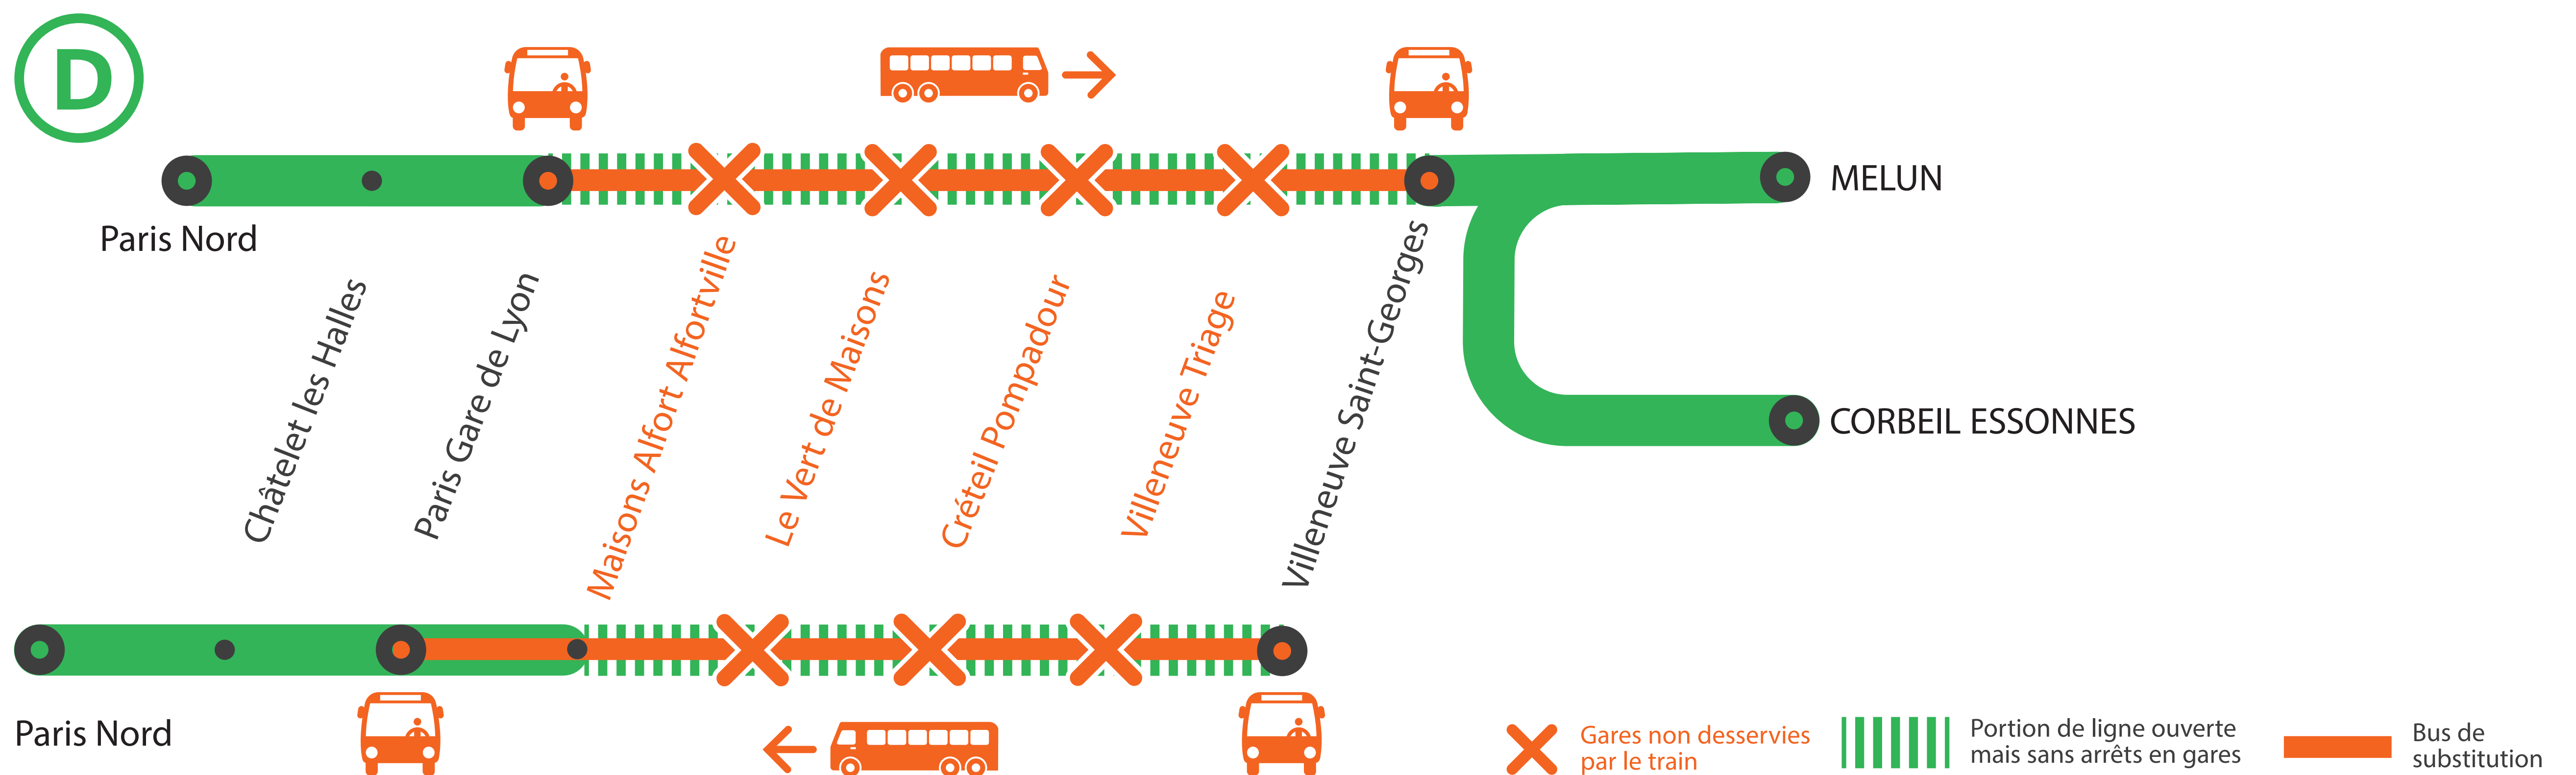 D
MELUN
Paris Nord
Châtelet les Halles
Paris Gare de Lyon
Maisons Alfort Alfortville
Le Vert de Maisons
Créteil Pompadour
Villeneuve Triage
Villeneuve Saint-Georges
CORBEIL ESSONNES
Paris Nord
Gares non desservies
par le train
Portion de ligne ouverte
mais sans arrêts en gares
Bus de
substitution